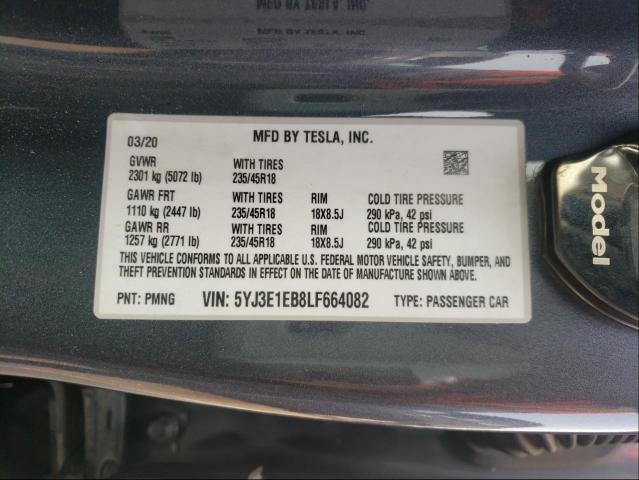 03/20 MFD BY TESLA, INC.
GVWR WITH TIRES
2301 kg (5072 lb) 235/45R18
GAWR FRT WITH TIRES RIM COLD TIRE PRESSURE
1110 kg (2447 lb) 235/45R18 18X8.5J 290 kPa, 42 psi
GAWR RR WITH TIRES RIM COLD TIRE PRESSURE
1257 kg (2771 lb) 235/45R18 18X8.5J 290 kPa, 42 psi
THIS VEHICLE CONFORMS TO ALL APPLICABLE U.S. FEDERAL MOTOR VEHICLE SAFETY, BUMPER, AND
THEFT PREVENTION STANDARDS IN EFFECT ON THE DATE OF MANUFACTURE SHOWN ABOVE.
PNT: PMNG VIN: 5YJ3E1EB8LF664082 TYPE: PASSENGER CAR
Model